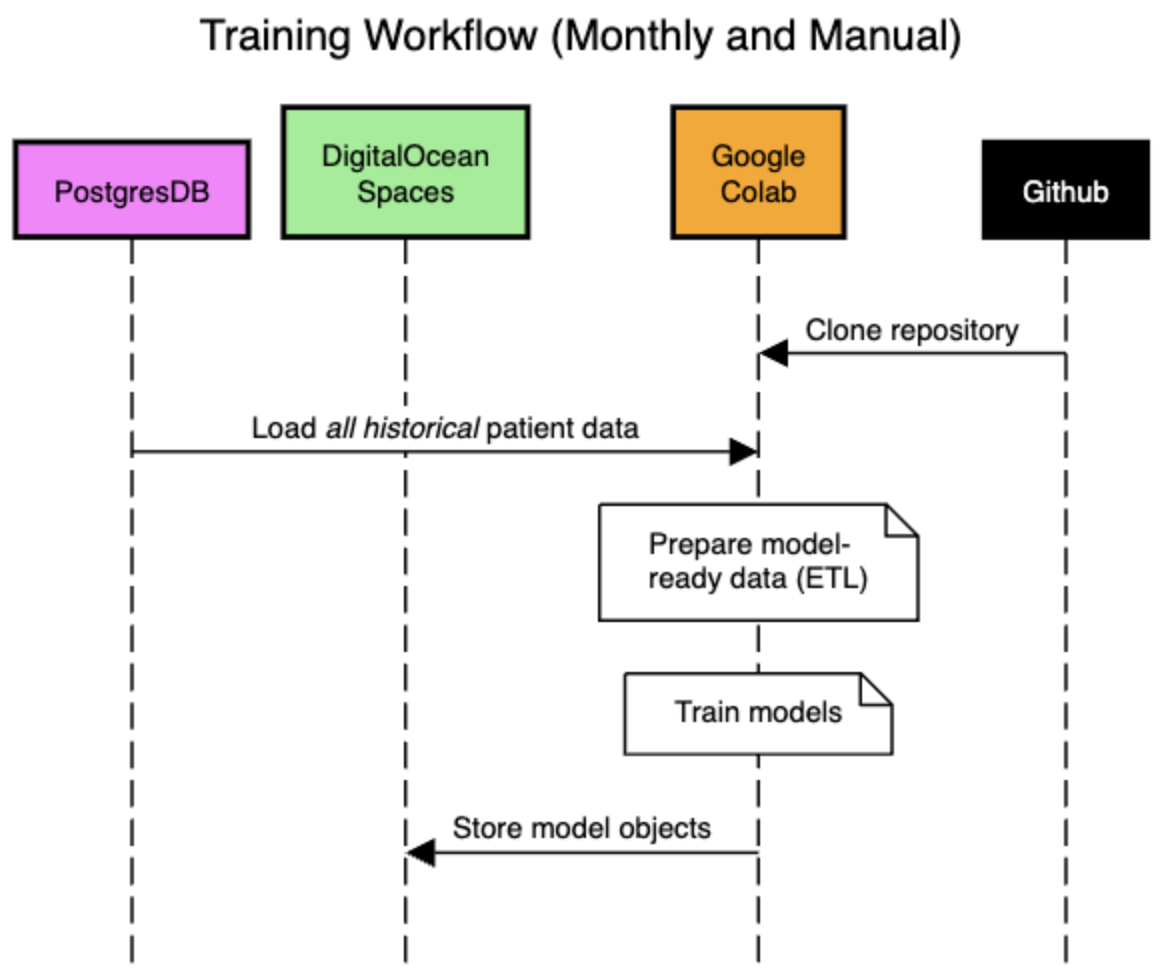 Training Workflow (Monthly and Manual)
PostgresDB
DigitalOcean
Spaces
Google
Colab
Github
Clone repository
Load all historical patient data
Prepare model-
ready data (ETL)
Train models
Store model objects